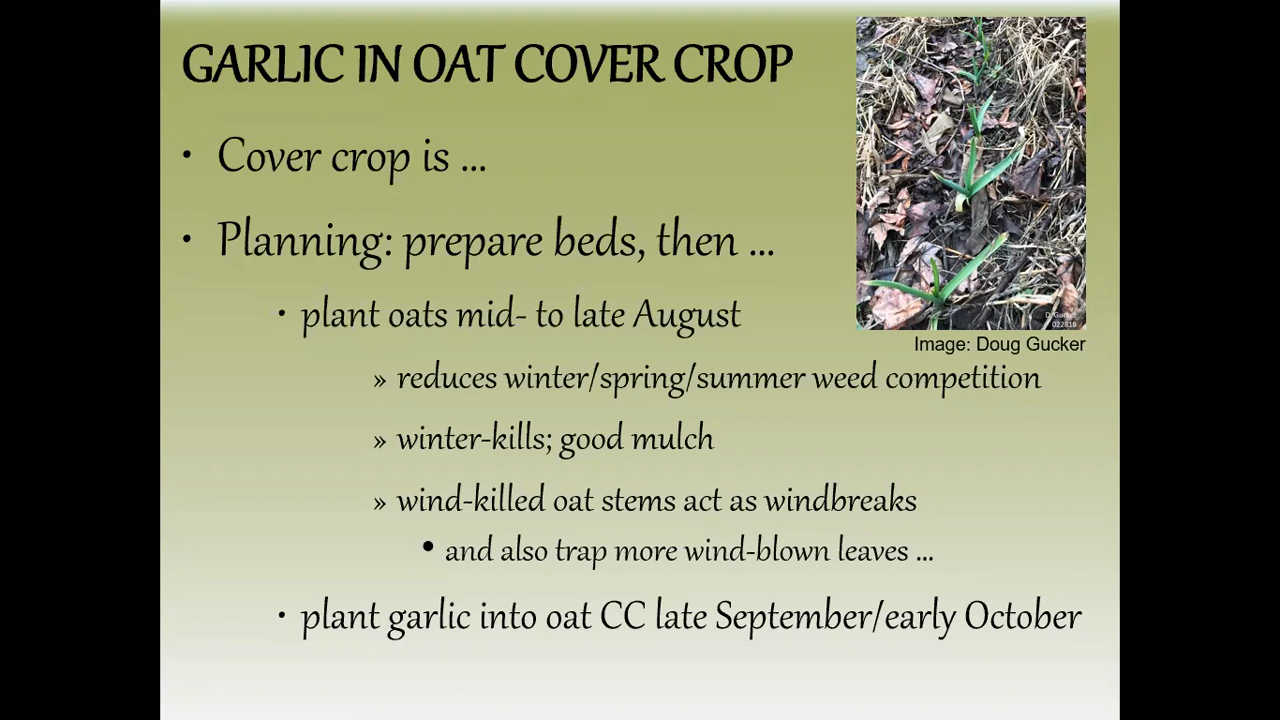 GARLIC IN OAT COVER CROP
• Cover crop is ...
• Planning: prepare beds, then ...
• plant oats mid- to late August
D. Gucker
022818
Image: Doug Gucker
» reduces winter/spring/summer weed competition
» winter-kills; good mulch
» wind-killed oat stems act as windbreaks
• and also trap more wind-blown leaves ...
• plant garlic into oat CC late September/early October